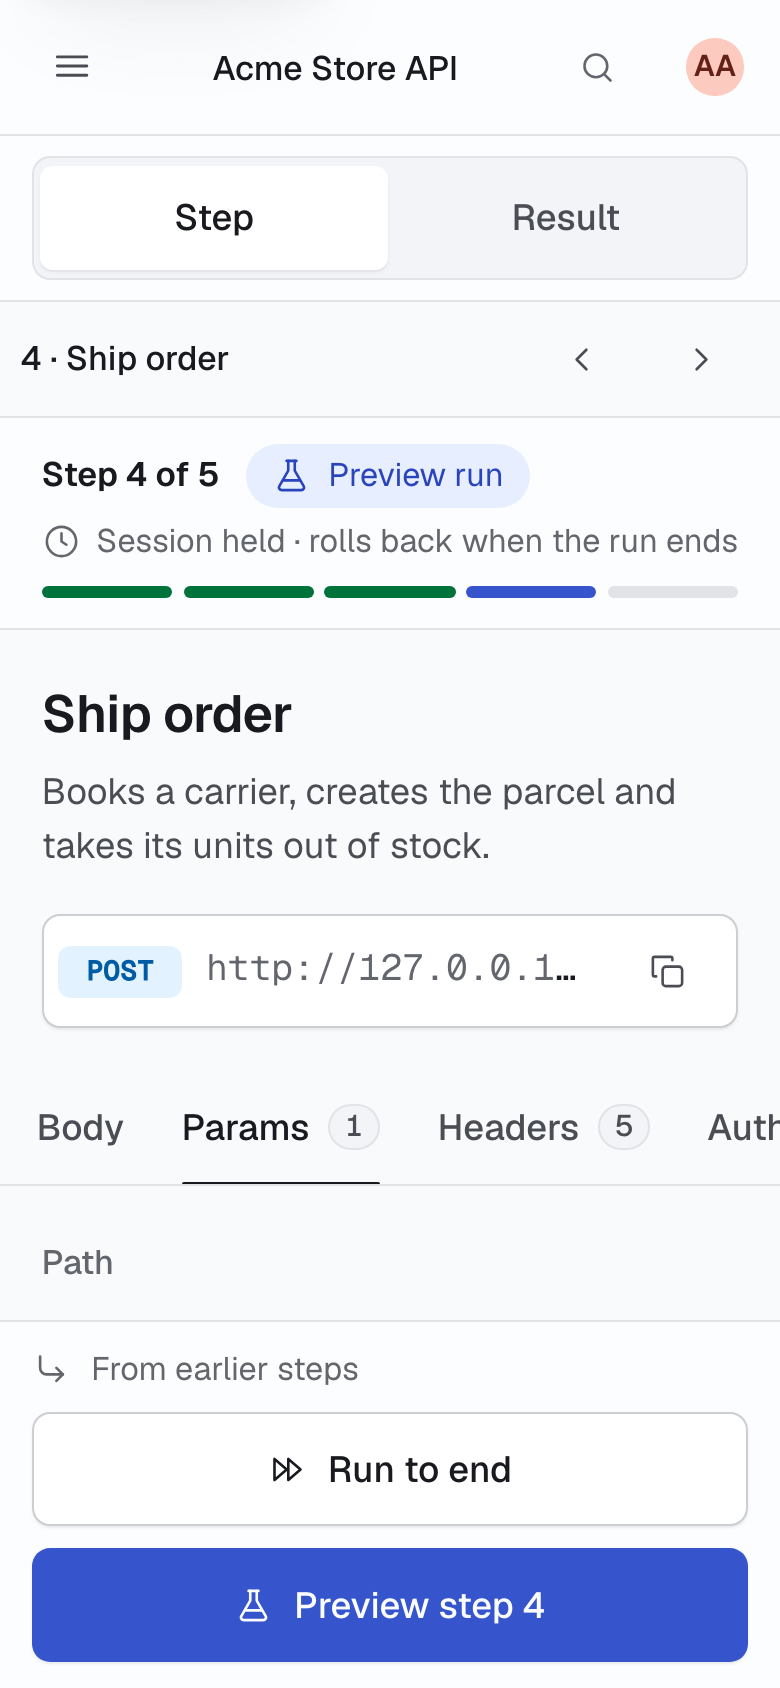 Acme Store API
AA
Step
Result
4 · Ship order
Step 4 of 5
Preview run
Session held · rolls back when the run ends
Ship order
Books a carrier, creates the parcel and
takes its units out of stock.
POST
http://127.0.0.1…
Body
Params 1
Headers 5
Auth
Path
From earlier steps
Run to end
Preview step 4